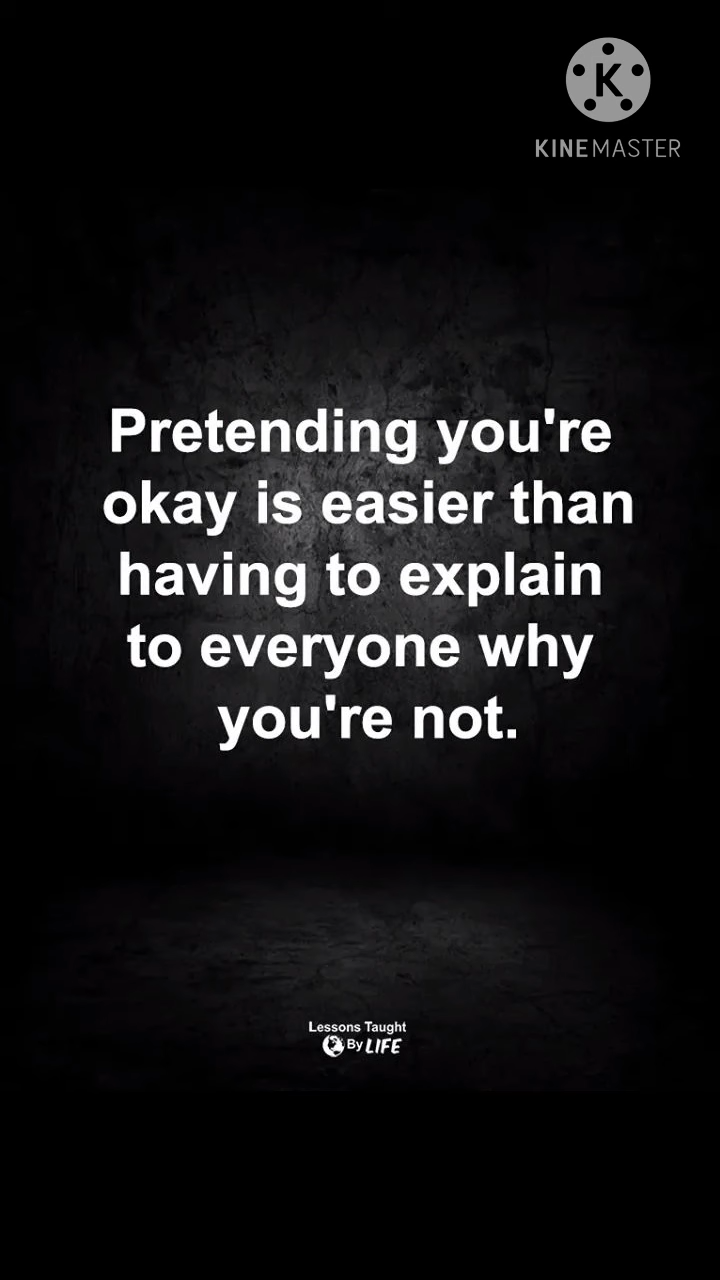 K
KINEMASTER
Pretending you're
okay is easier than
having to explain
to everyone why
you're not.
Lessons Taught
By LIFE